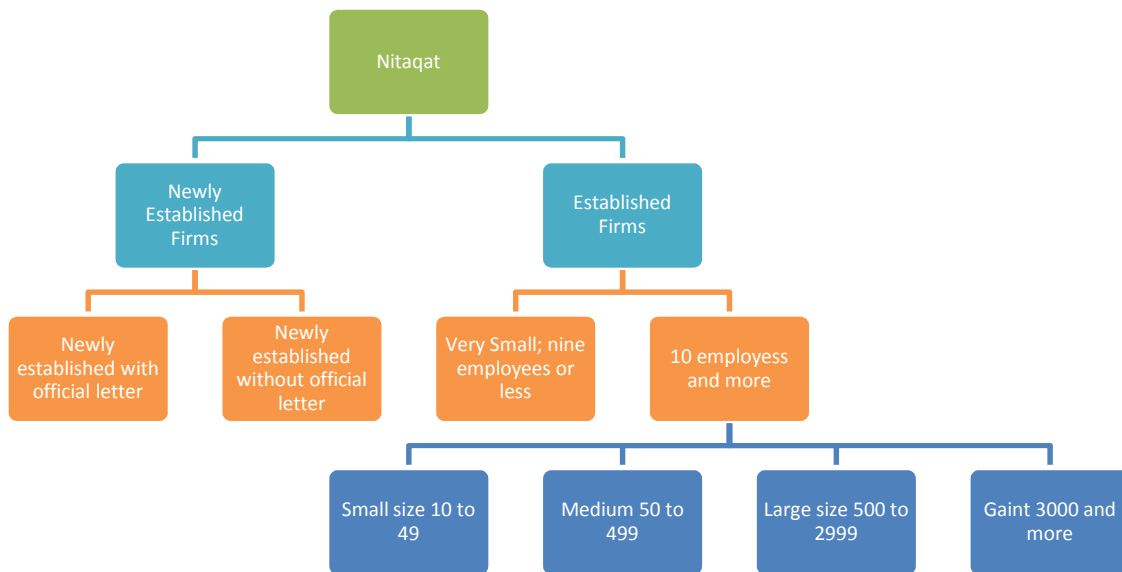 Nitaqat
Newly
Established
Firms
Established
Firms
Newly
established with
official letter
Newly
established
without official
letter
Very Small; nine
employees or
less
10 employess
and more
Small size 10 to
49
Medium 50 to
499
Large size 500 to
2999
Gaint 3000 and
more